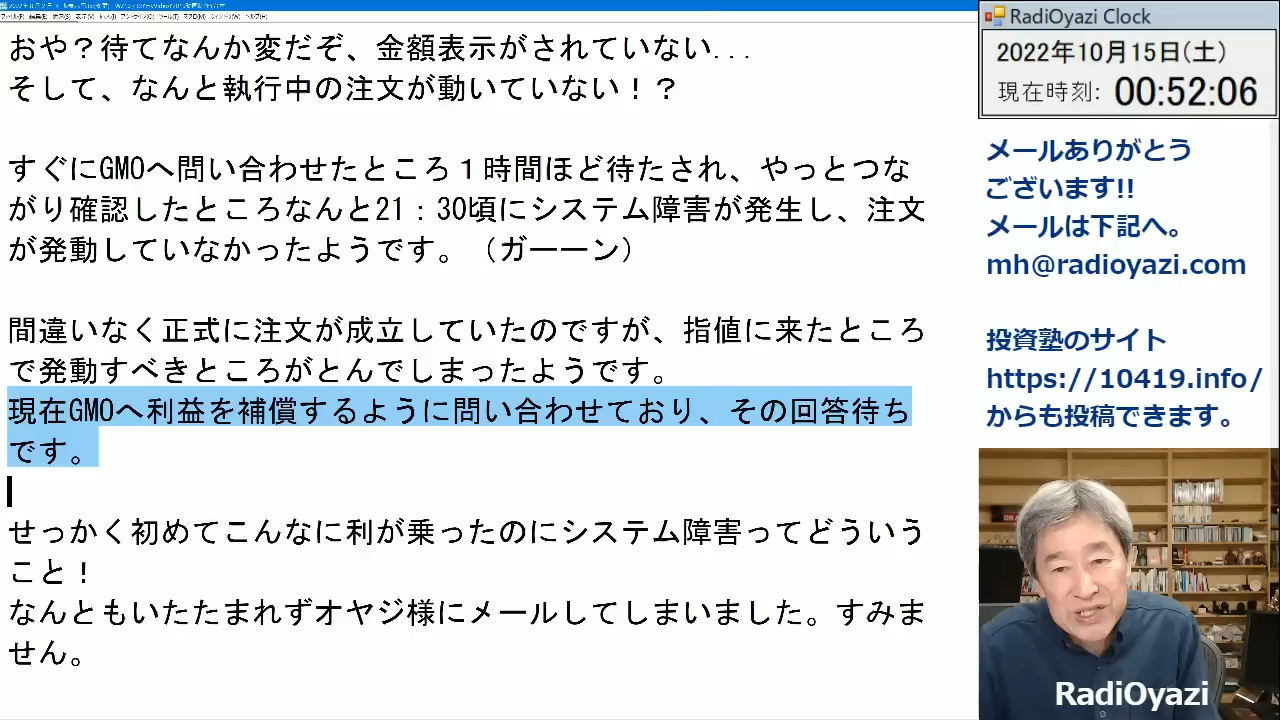 おや？待てなんか変だぞ、金額表示がされていない...
そして、なんと執行中の注文が動いていない！？
すぐにGMOへ問い合わせたところ１時間ほど待たされ、やっとつな
がり確認したところなんと21：30頃にシステム障害が発生し、注文
が発動していなかったようです。（ガーーン）
間違いなく正式に注文が成立していたのですが、指値に来たところ
で発動すべきところがとんでしまったようです。
現在GMOへ利益を補償するように問い合わせており、その回答待ち
です。
せっかく初めてこんなに利が乗ったのにシステム障害ってどういう
こと！
なんともいたたまれずオヤジ様にメールしてしまいました。すみま
せん。
RadiOyazi Clock
2022年10月15日(土)
現在時刻: 00:52:06
メールありがとう
ございます!!
メールは下記へ。
mh@radioyazi.com
投資塾のサイト
https://10419.info/
からも投稿できます。
RadiOyazi